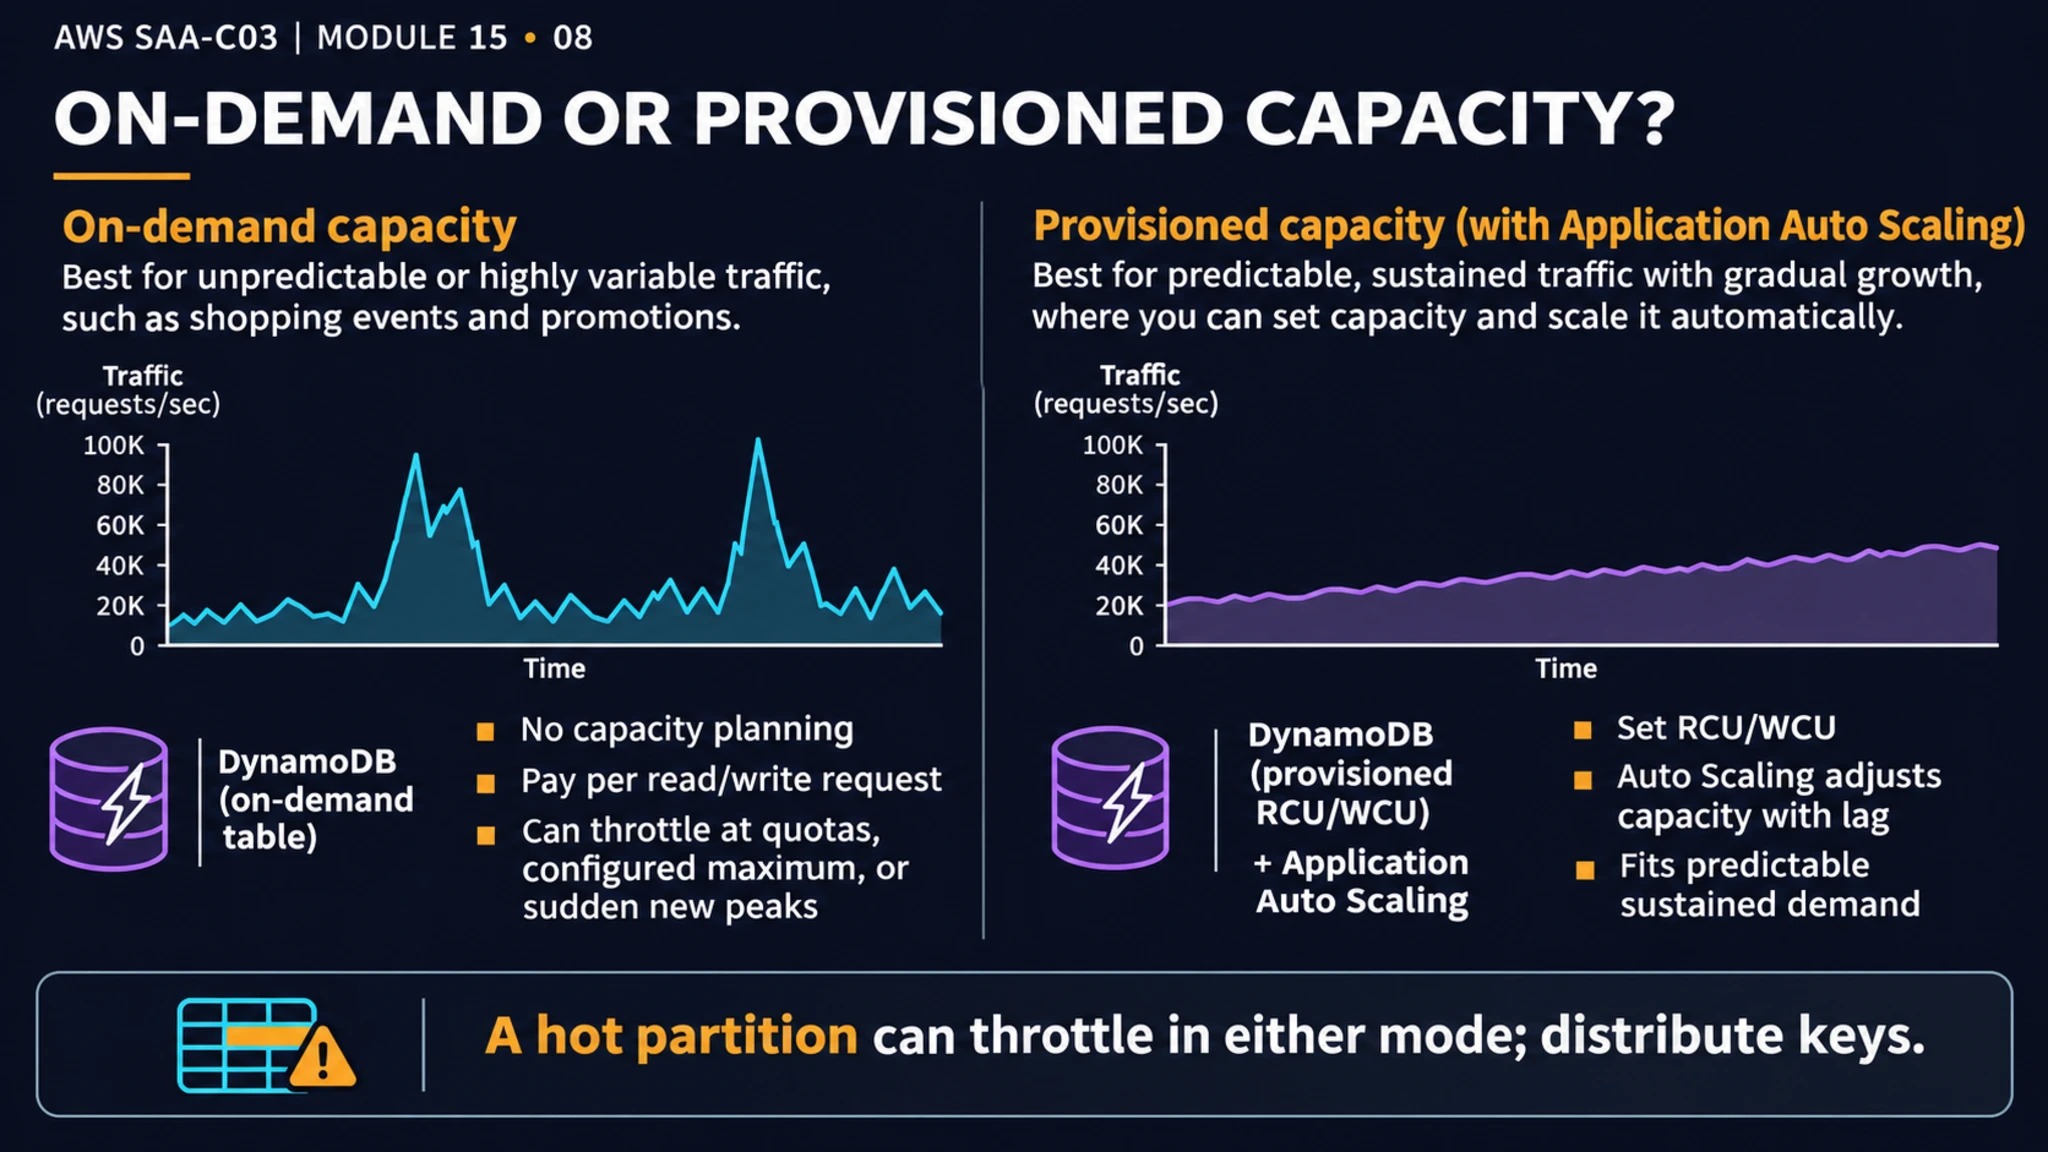 AWS SAA-C03 | MODULE 15 • 08
ON-DEMAND OR PROVISIONED CAPACITY?
On-demand capacity
Best for unpredictable or highly variable traffic,
such as shopping events and promotions.
Traffic
(requests/sec)
100K
80K
60K
40K
20K
0
Time
DynamoDB
(on-demand
table)
No capacity planning
Pay per read/write request
Can throttle at quotas,
configured maximum, or
sudden new peaks
Provisioned capacity (with Application Auto Scaling)
Best for predictable, sustained traffic with gradual growth,
where you can set capacity and scale it automatically.
Traffic
(requests/sec)
100K
80K
60K
40K
20K
0
Time
DynamoDB
(provisioned
RCU/WCU)
+ Application
Auto Scaling
Set RCU/WCU
Auto Scaling adjusts
capacity with lag
Fits predictable
sustained demand
A hot partition can throttle in either mode; distribute keys.